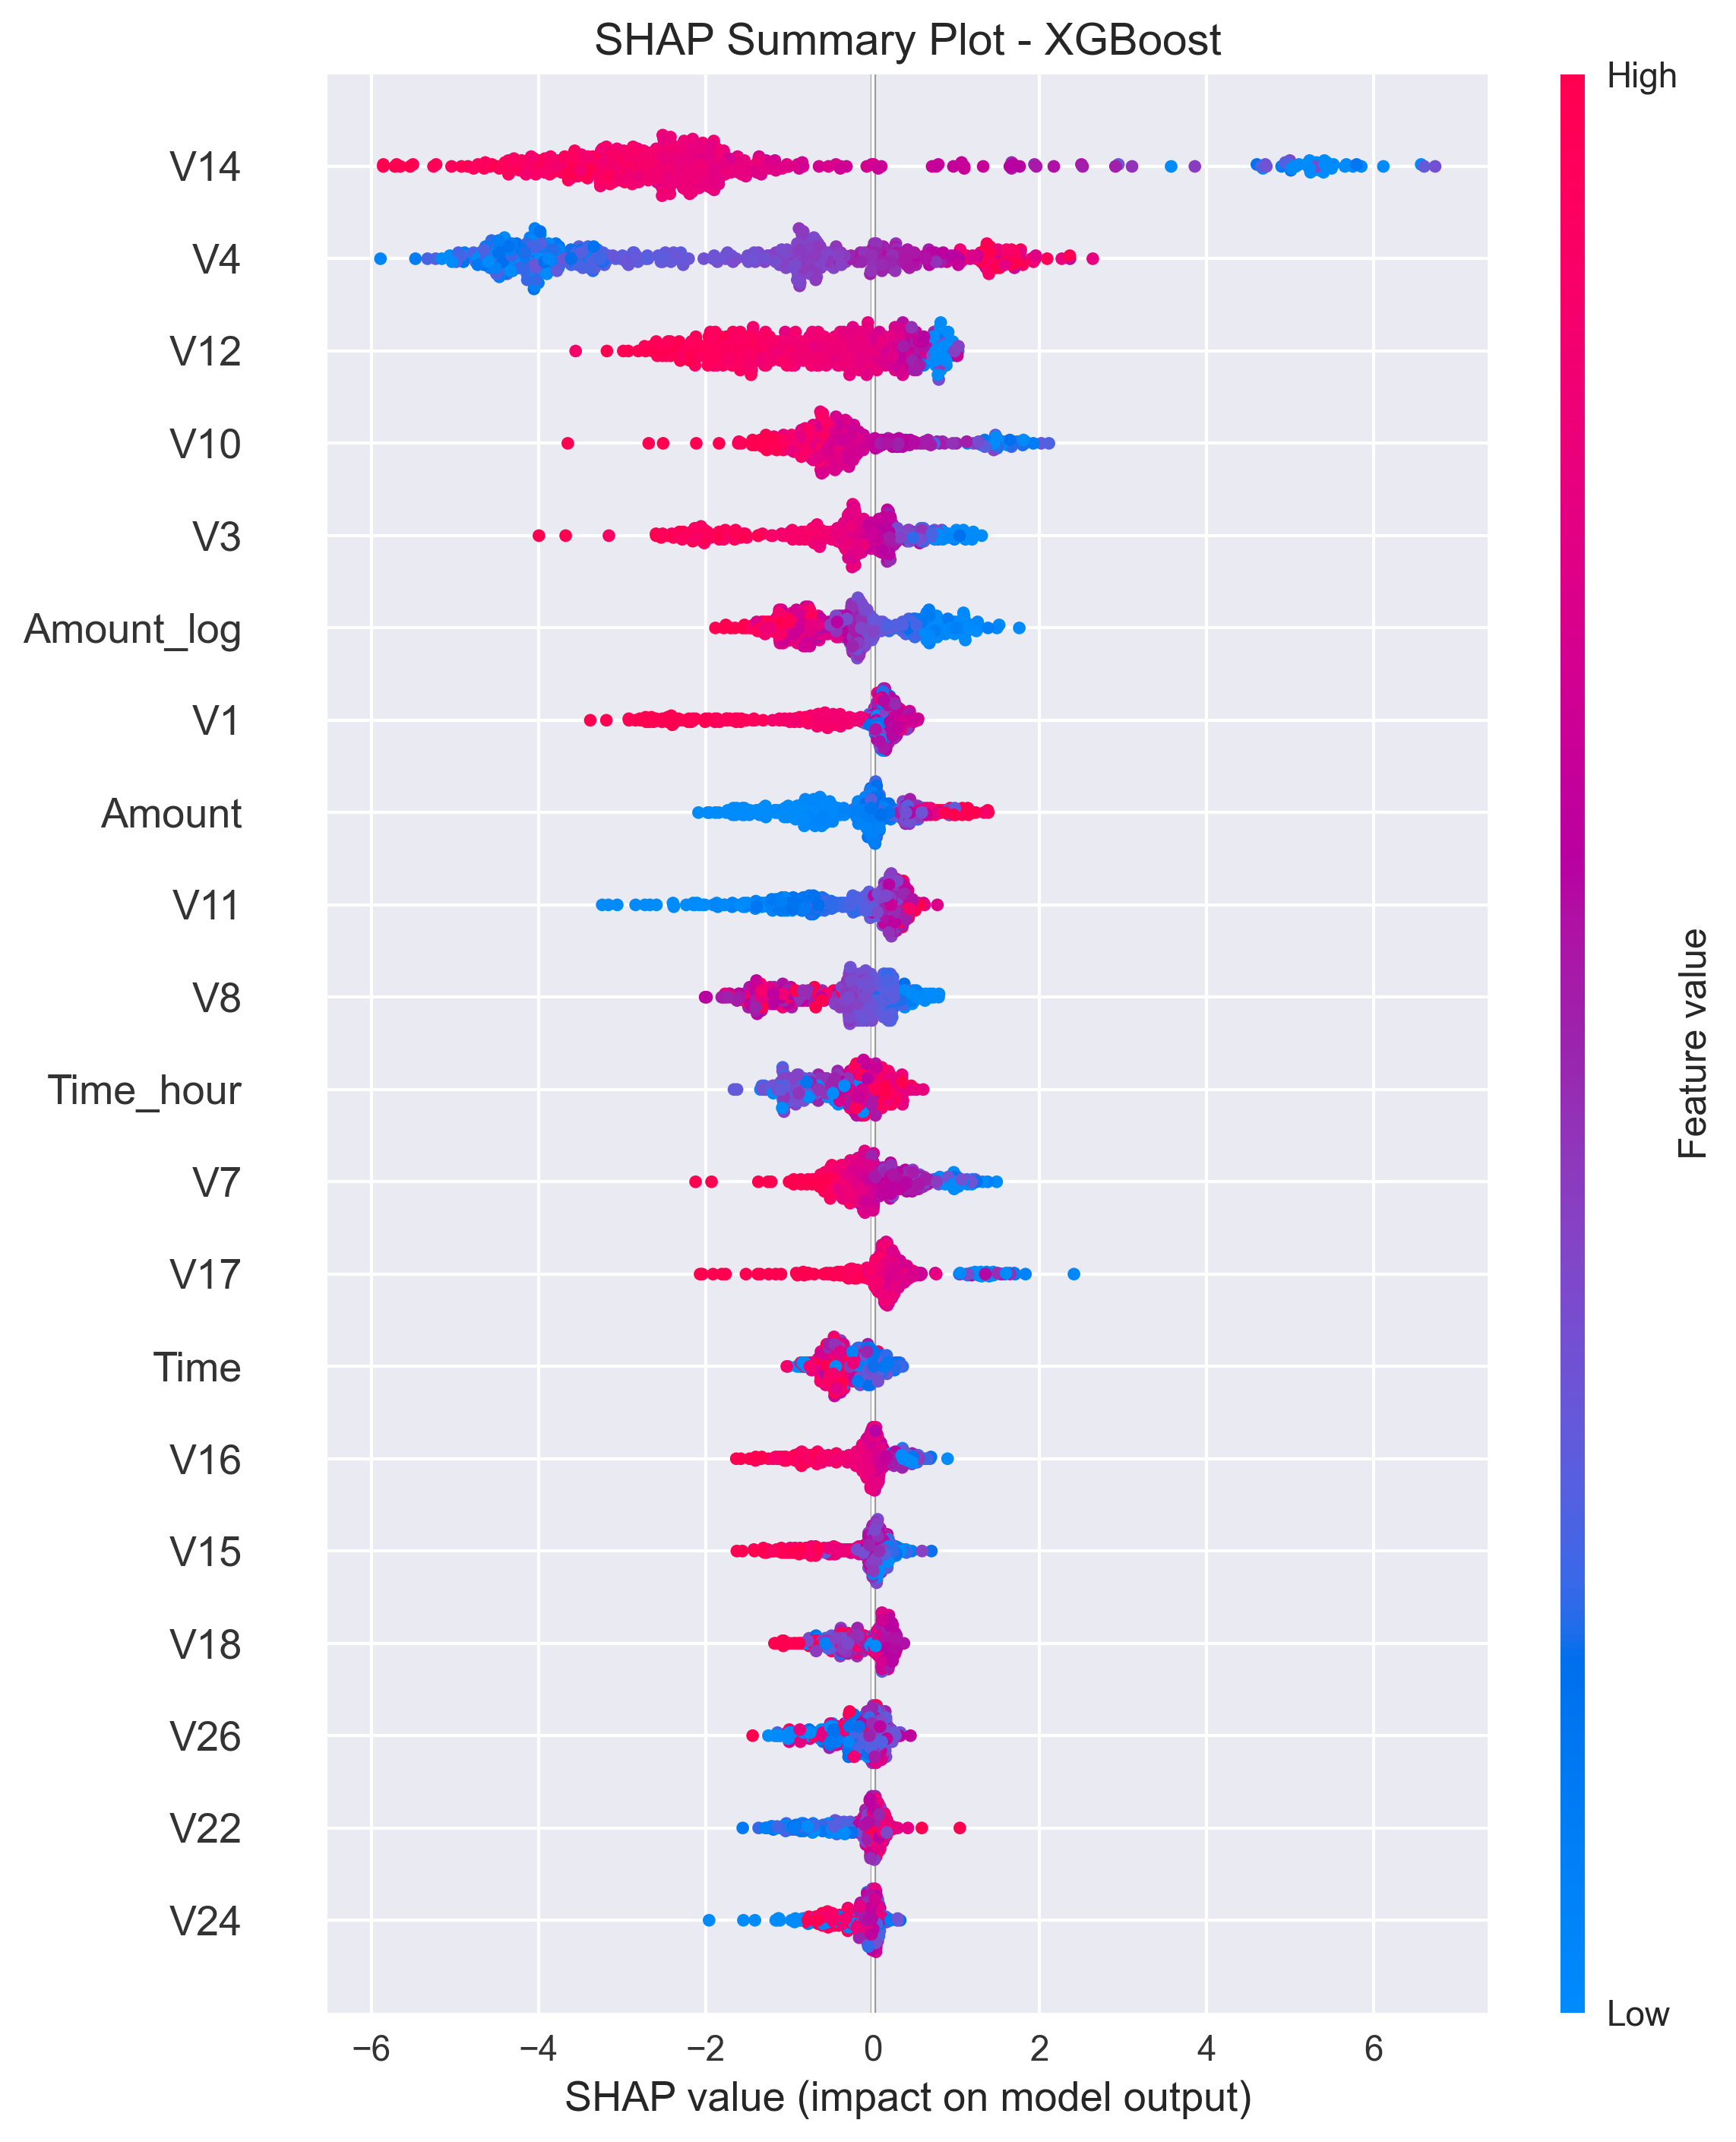 SHAP Summary Plot - XGBoost
High
V14
V4
V12
V10
V3
Amount_log
V1
Amount
V11
V8
Time_hour
V7
V17
Time
V16
V15
V18
V26
V22
V24
Feature value
Low
−6 −4 −2 0 2 4 6
SHAP value (impact on model output)